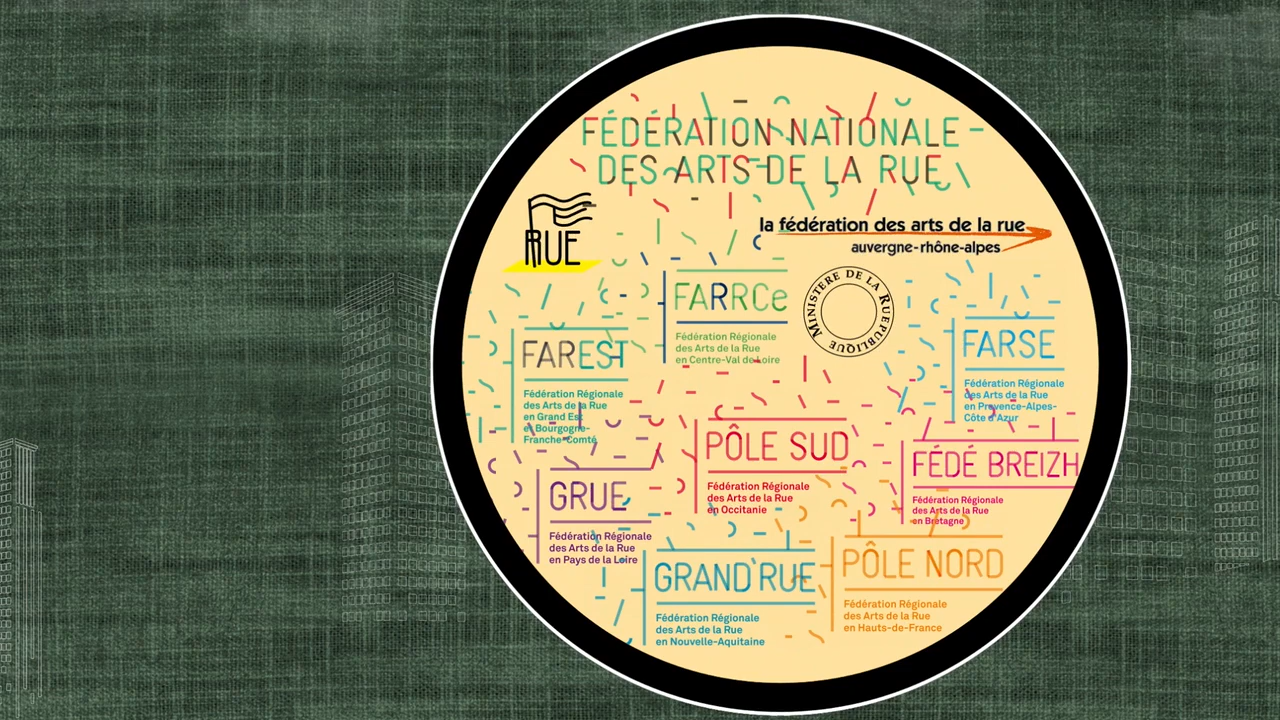 FÉDÉRATION NATIONALE
DES ARTS DE LA RUE
RUE
la fédération des arts de la rue
auvergne-rhône-alpes
FARRCe
Fédération Régionale
des Arts de la Rue
en Centre-Val de Loire
MINISTERE DE LA RUEPUBLIQUE
FAREST
Fédération Régionale
des Arts de la Rue
en Grand Est
et Bourgogne-
Franche-Comté
FARSE
Fédération Régionale
des Arts de la Rue
en Provence-Alpes-
Côte d'Azur
PÔLE SUD
Fédération Régionale
des Arts de la Rue
en Occitanie
FÉDÉ BREIZH
Fédération Régionale
des Arts de la Rue
en Bretagne
GRUE
Fédération Régionale
des Arts de la Rue
en Pays de la Loire
GRAND'RUE
Fédération Régionale
des Arts de la Rue
en Nouvelle-Aquitaine
PÔLE NORD
Fédération Régionale
des Arts de la Rue
en Hauts-de-France